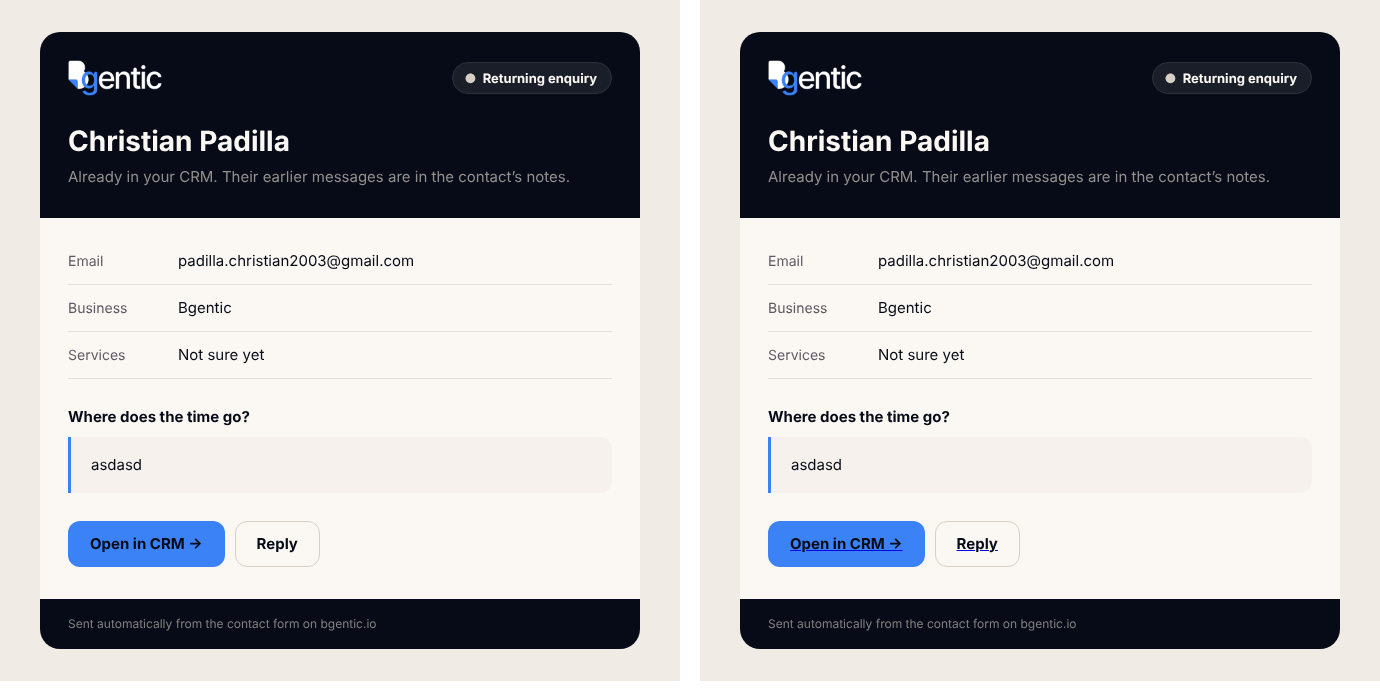 Bgentic
Returning enquiry
Christian Padilla
Already in your CRM. Their earlier messages are in the contact’s notes.
Email padilla.christian2003@gmail.com
Business Bgentic
Services Not sure yet
Where does the time go?
asdasd
Open in CRM → Reply
Sent automatically from the contact form on bgentic.io
Bgentic
Returning enquiry
Christian Padilla
Already in your CRM. Their earlier messages are in the contact’s notes.
Email padilla.christian2003@gmail.com
Business Bgentic
Services Not sure yet
Where does the time go?
asdasd
Open in CRM → Reply
Sent automatically from the contact form on bgentic.io